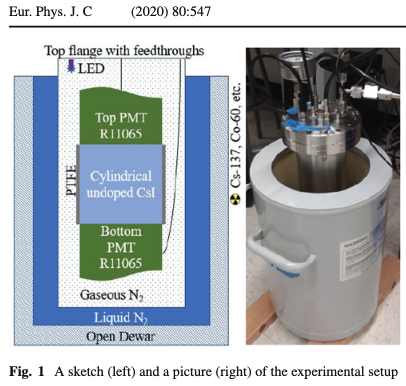 Eur. Phys. J. C (2020) 80:547
Top flange with feedthroughs
LED
Top PMT
R11065
PTFE
Cylindrical
undoped CsI
Bottom
PMT
R11065
Gaseous N₂
Liquid N₂
Open Dewar
Cs-137, Co-60, etc.
Fig. 1 A sketch (left) and a picture (right) of the experimental setup